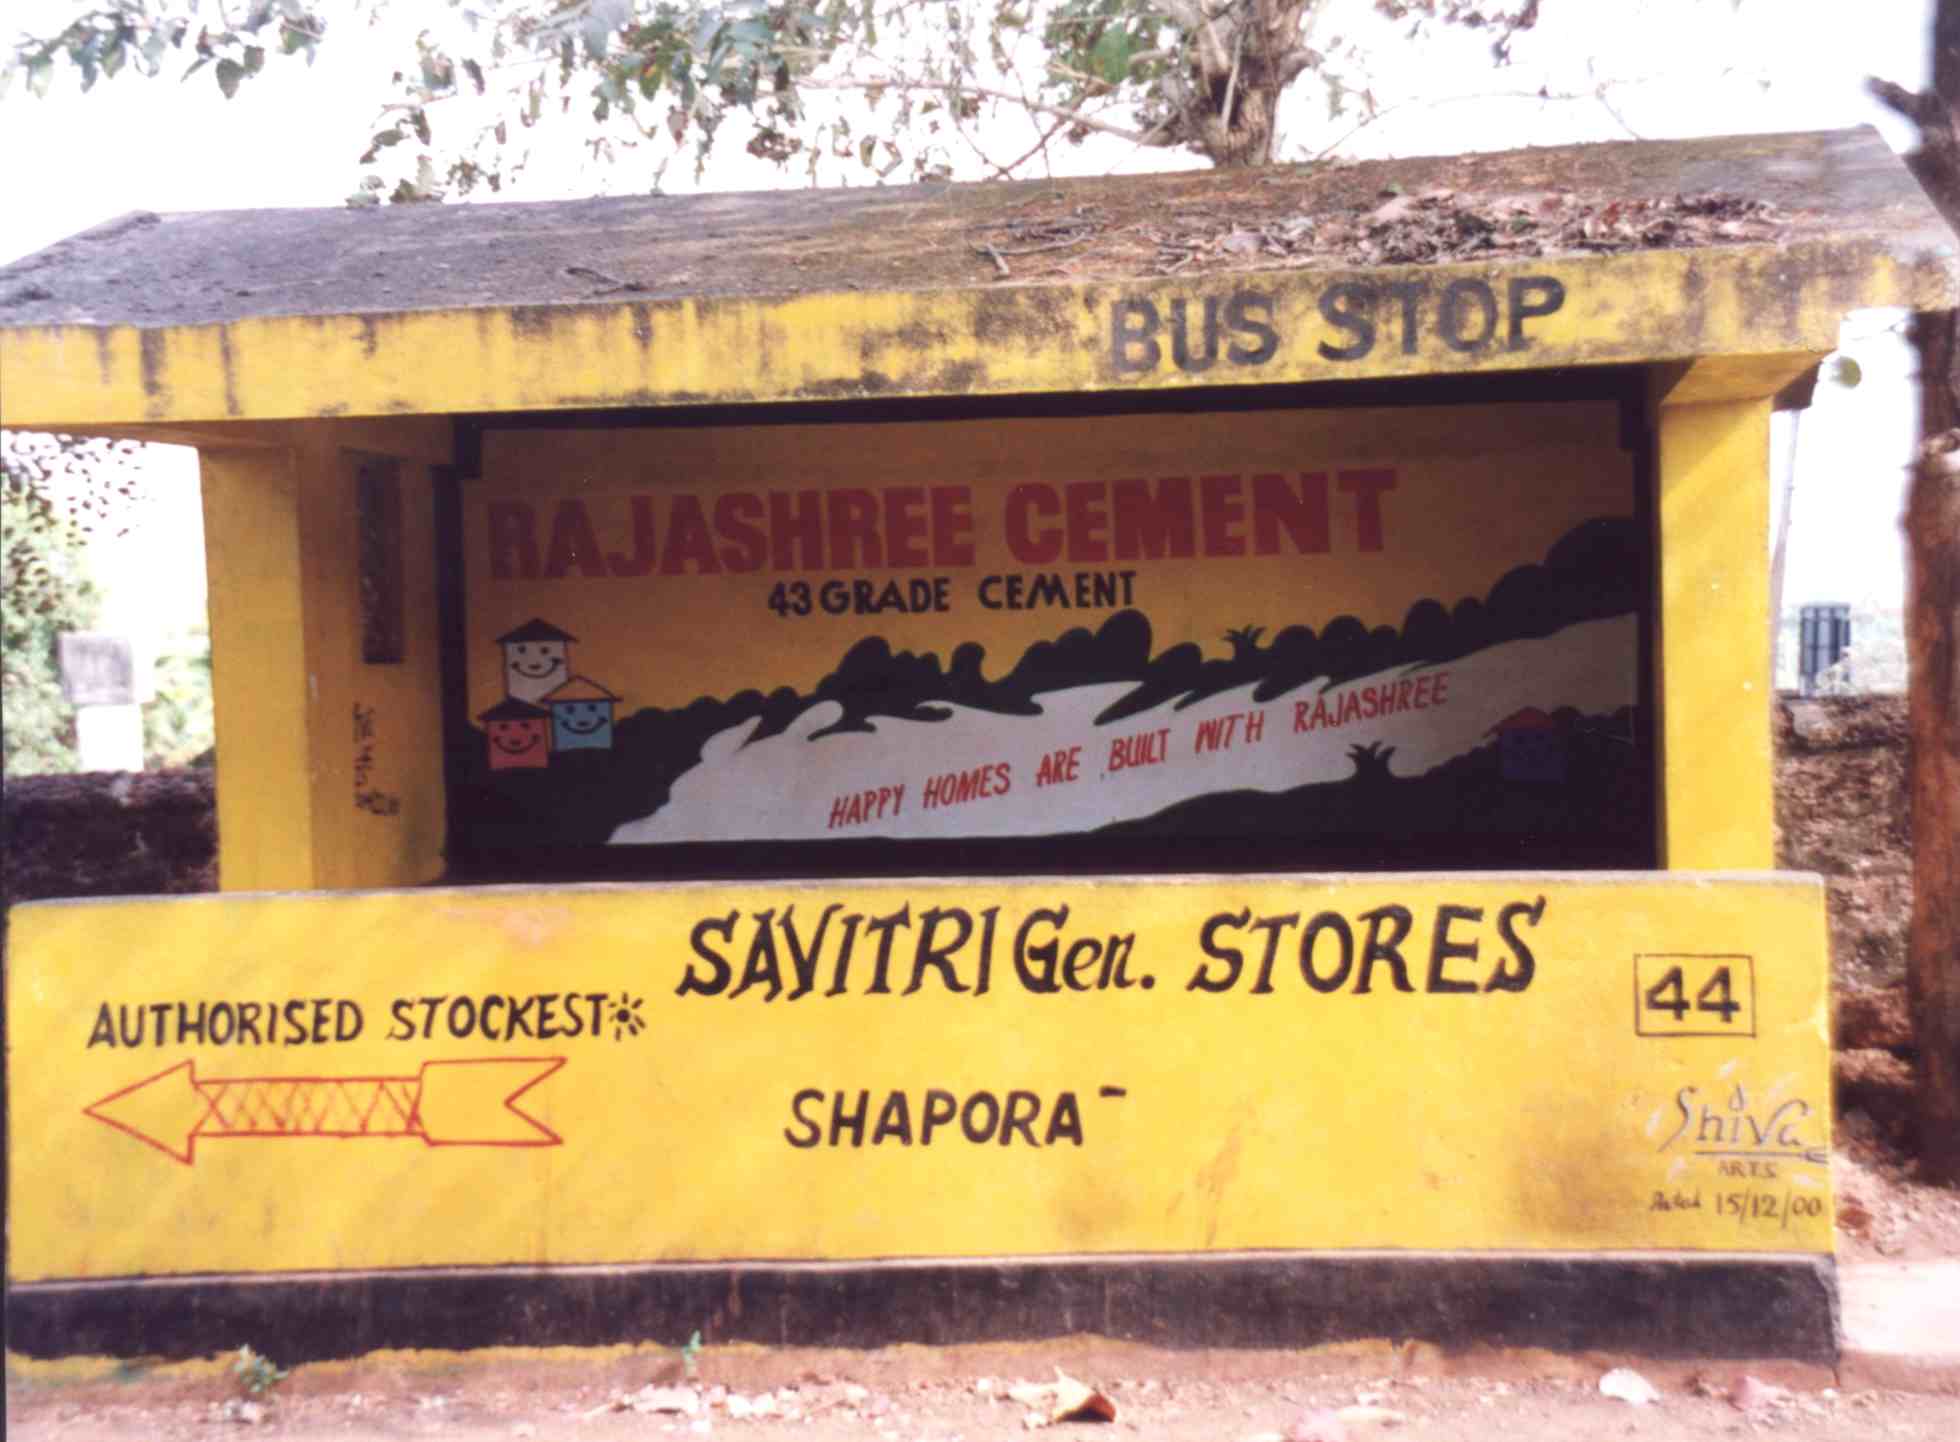 BUS STOP
RAJASHREE CEMENT
43 GRADE CEMENT
HAPPY HOMES ARE BUILT WITH RAJASHREE
SAVITRI Gen. STORES
AUTHORISED STOCKEST
44
SHAPORA -
Shiva
ARTS
15/12/00